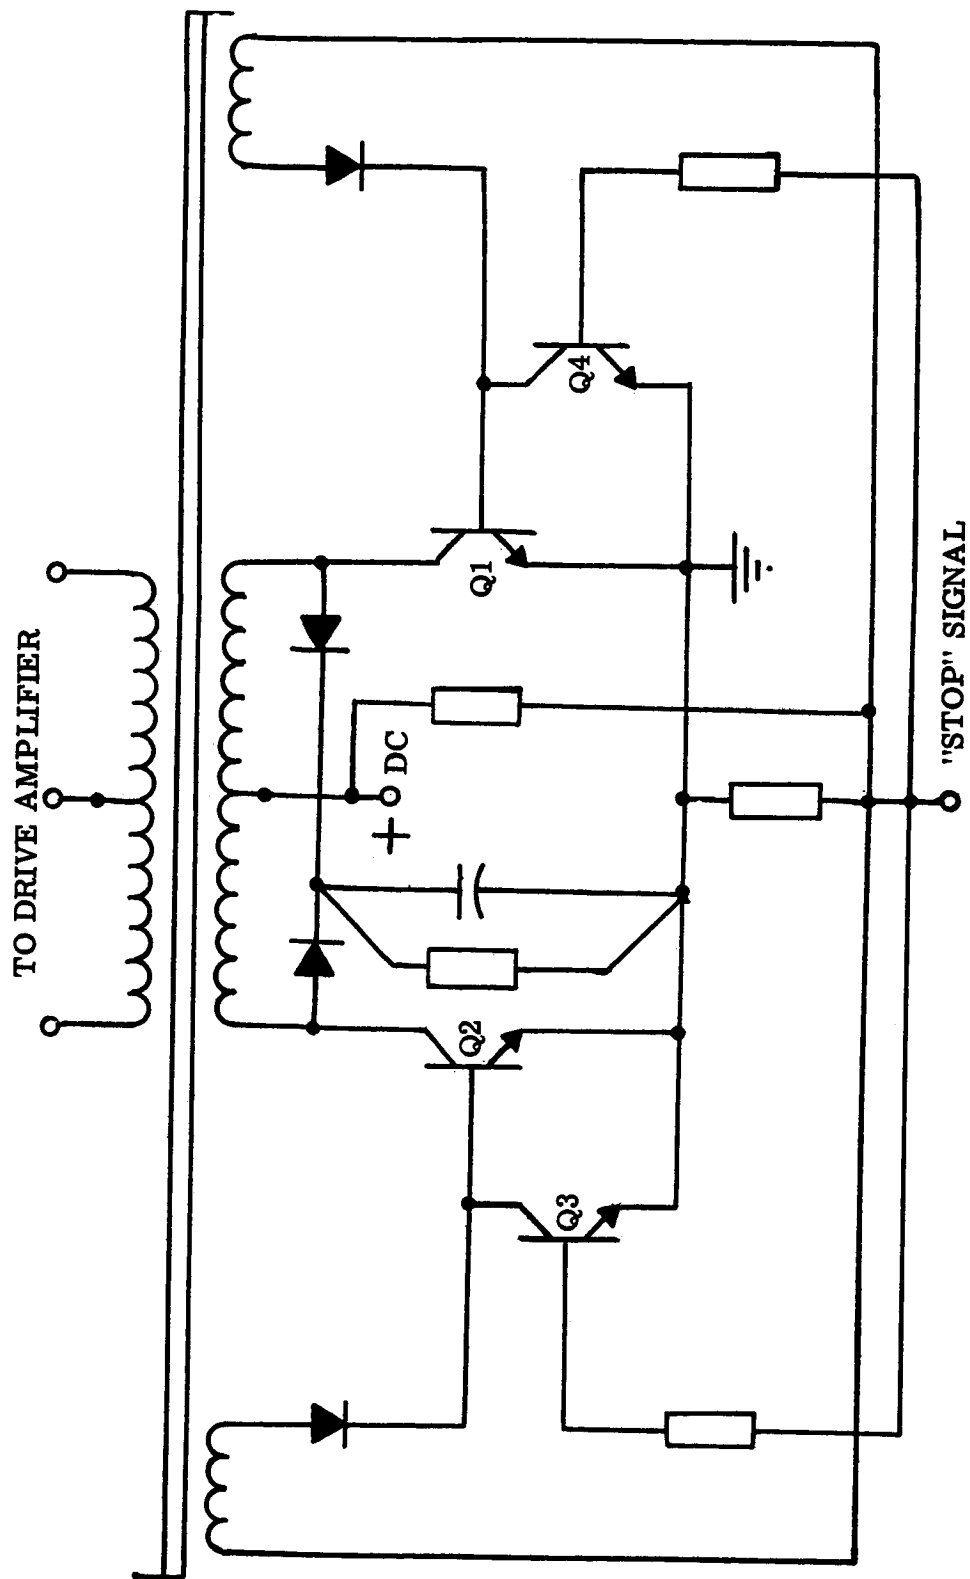 TO DRIVE AMPLIFIER
+
DC
Q1
Q2
Q3
Q4
"STOP" SIGNAL